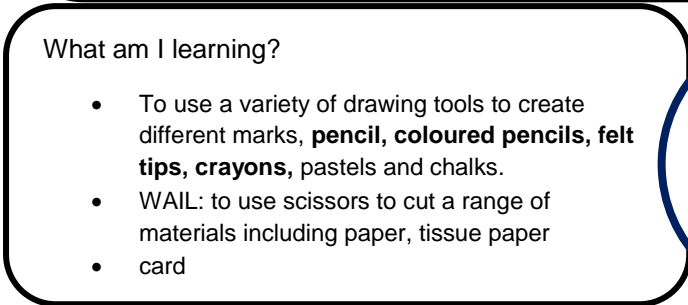 What am I learning?
• To use a variety of drawing tools to create
different marks, pencil, coloured pencils, felt
tips, crayons, pastels and chalks.
• WAIL: to use scissors to cut a range of
materials including paper, tissue paper
• card